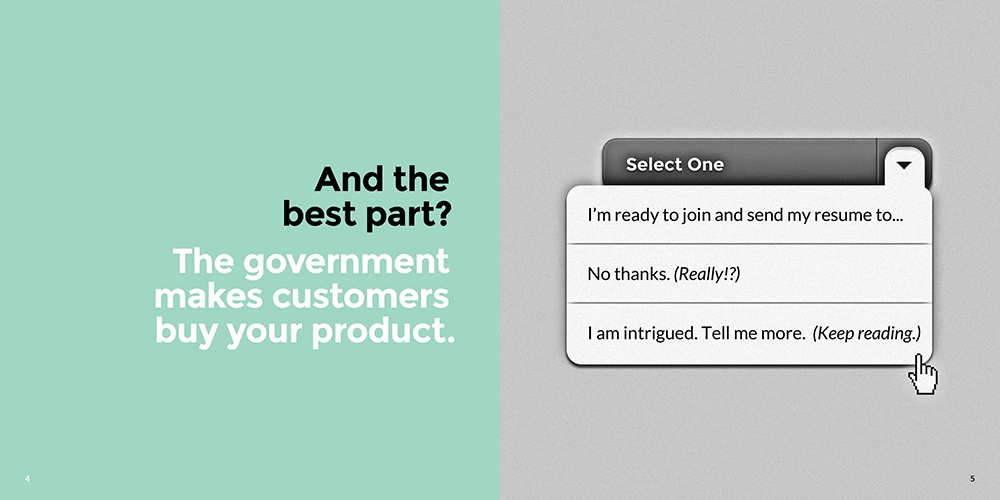 And the
best part?
The government
makes customers
buy your product.
4
Select One
I’m ready to join and send my resume to...
No thanks. (Really!?)
I am intrigued. Tell me more. (Keep reading.)
5